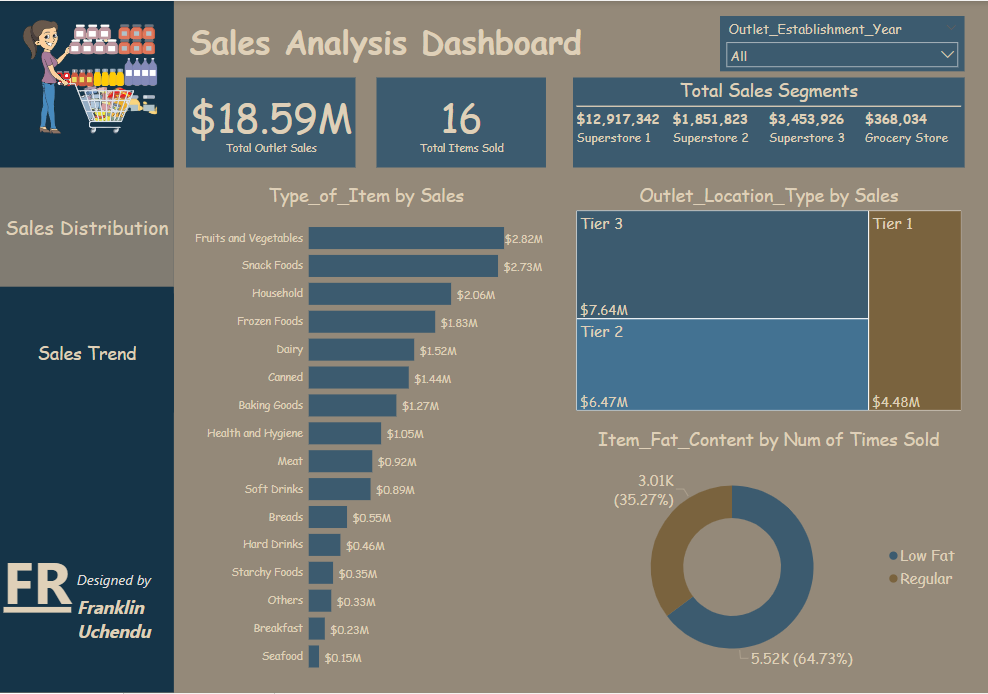 Sales Analysis Dashboard
Outlet_Establishment_Year
All
$18.59M
Total Outlet Sales
16
Total Items Sold
Total Sales Segments
$12,917,342 $1,851,823 $3,453,926 $368,034
Superstore 1 Superstore 2 Superstore 3 Grocery Store
Sales Distribution
Sales Trend
FR
Designed by
Franklin
Uchendu
Type_of_Item by Sales
Fruits and Vegetables $2.82M
Snack Foods $2.73M
Household $2.06M
Frozen Foods $1.83M
Dairy $1.52M
Canned $1.44M
Baking Goods $1.27M
Health and Hygiene $1.05M
Meat $0.92M
Soft Drinks $0.89M
Breads $0.55M
Hard Drinks $0.46M
Starchy Foods $0.35M
Others $0.33M
Breakfast $0.23M
Seafood $0.15M
Outlet_Location_Type by Sales
Tier 3
$7.64M
Tier 2
$6.47M
Tier 1
$4.48M
Item_Fat_Content by Num of Times Sold
3.01K
(35.27%)
5.52K (64.73%)
Low Fat
Regular